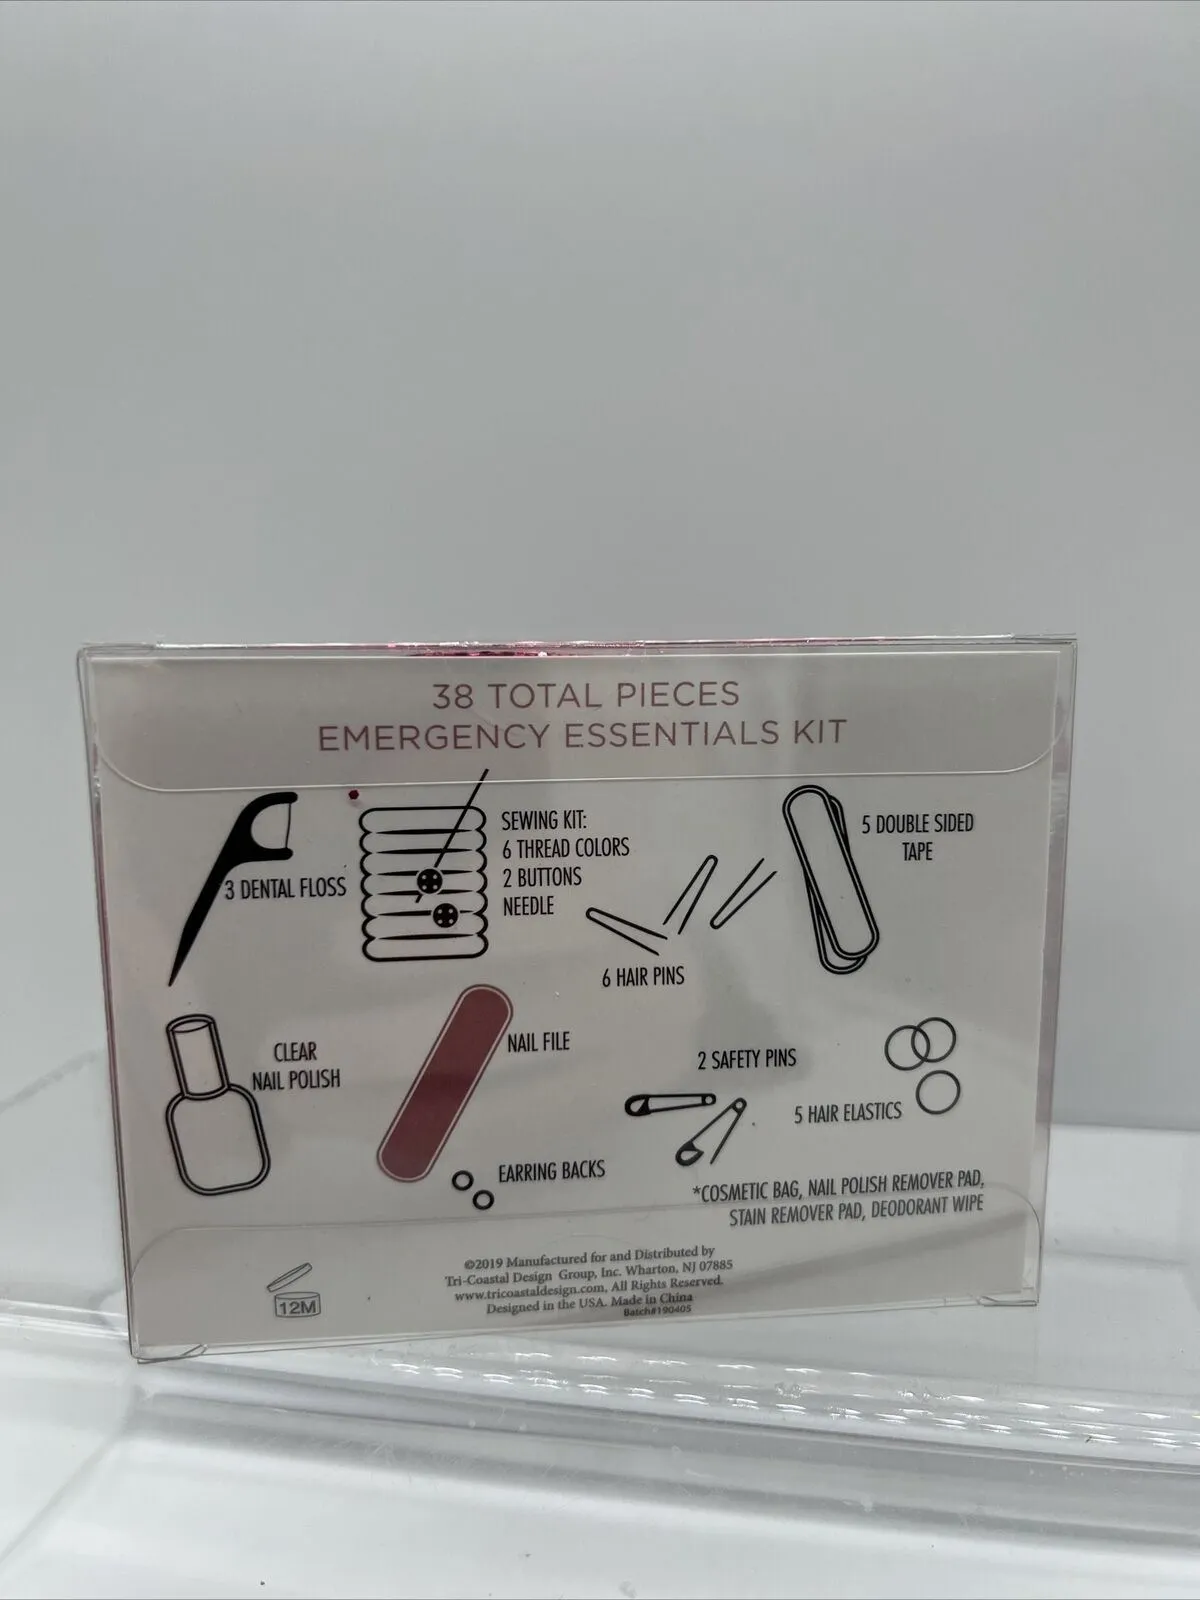 38 TOTAL PIECES
EMERGENCY ESSENTIALS KIT
3 DENTAL FLOSS
SEWING KIT:
6 THREAD COLORS
2 BUTTONS
NEEDLE
6 HAIR PINS
5 DOUBLE SIDED
TAPE
CLEAR
NAIL POLISH
NAIL FILE
EARRING BACKS
2 SAFETY PINS
5 HAIR ELASTICS
*COSMETIC BAG, NAIL POLISH REMOVER PAD,
STAIN REMOVER PAD, DEODORANT WIPE
12M
©2019 Manufactured for and Distributed by
Tri-Coastal Design Group, Inc. Wharton, NJ 07885
www.tricoastaldesign.com, All Rights Reserved.
Designed in the USA. Made in China
Batch#190405